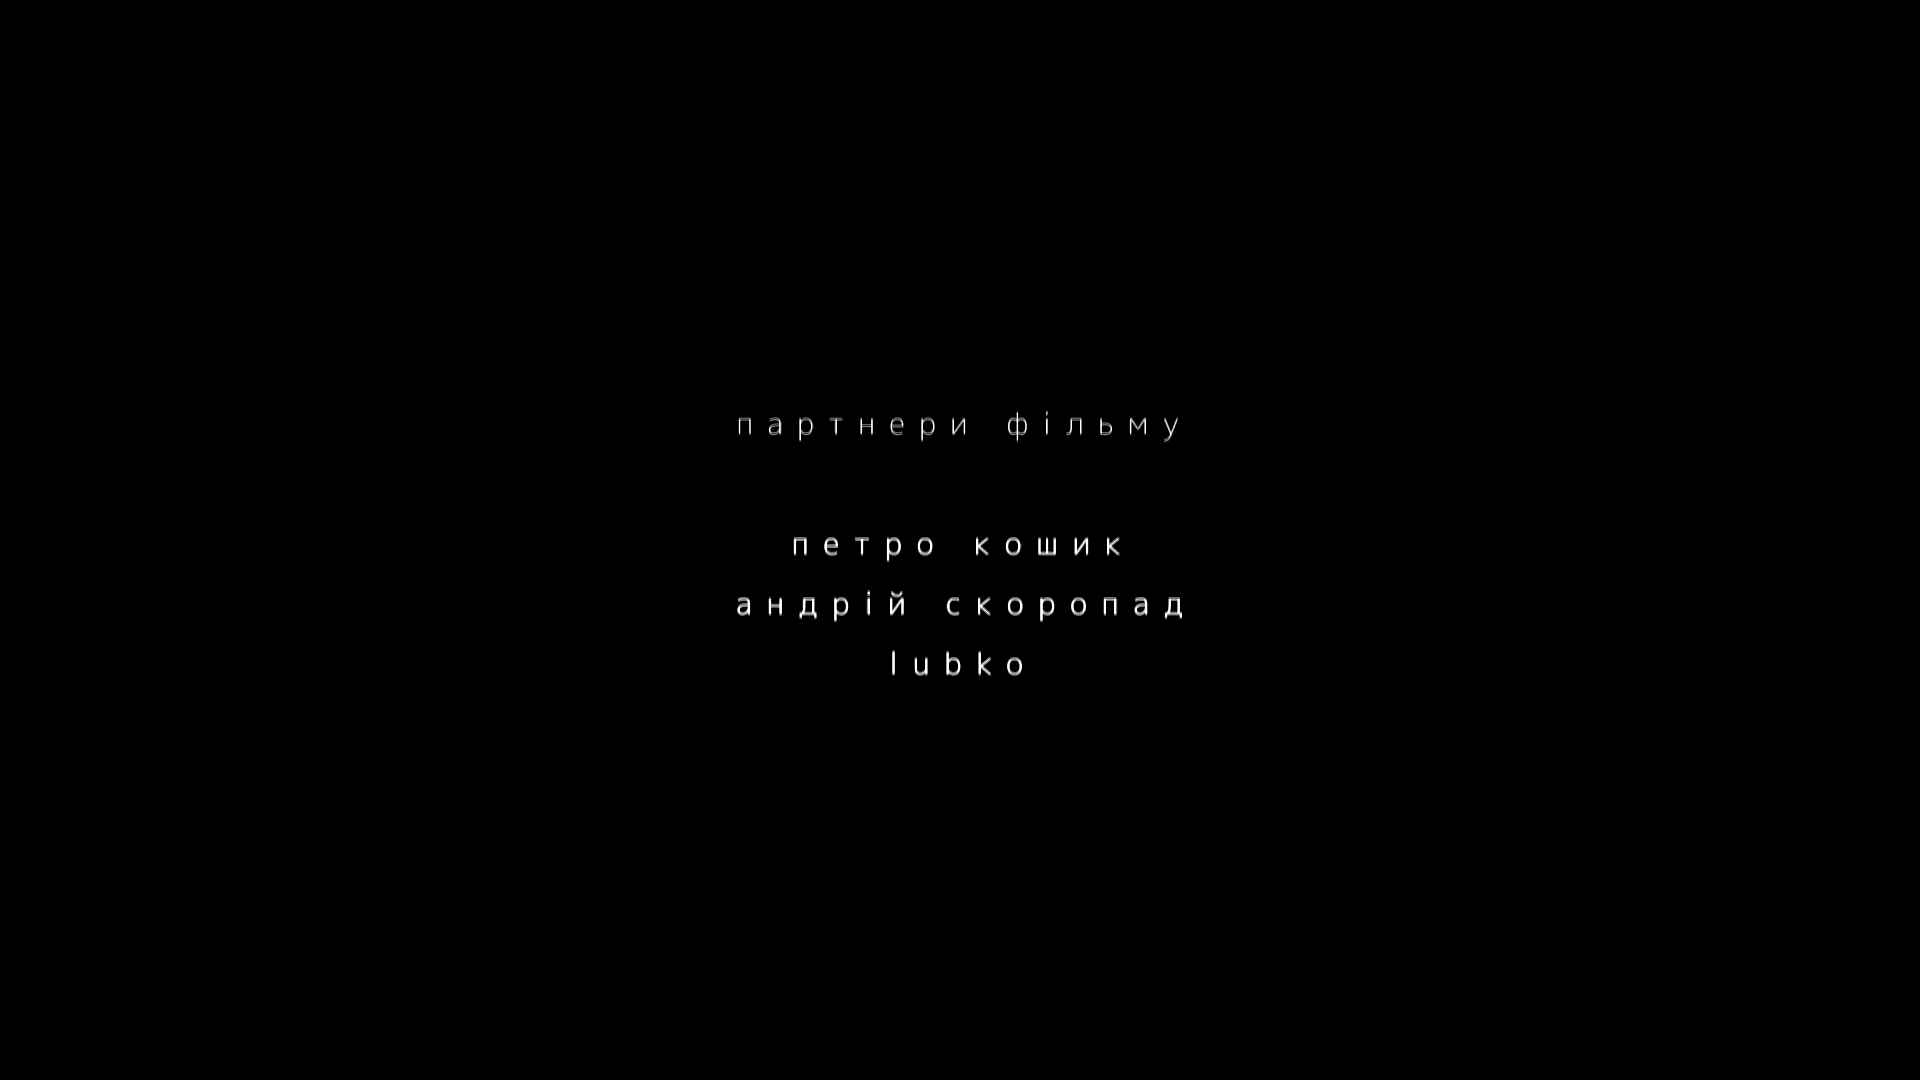 партнери фільму
петро кошик
андрій скоропад
lubko